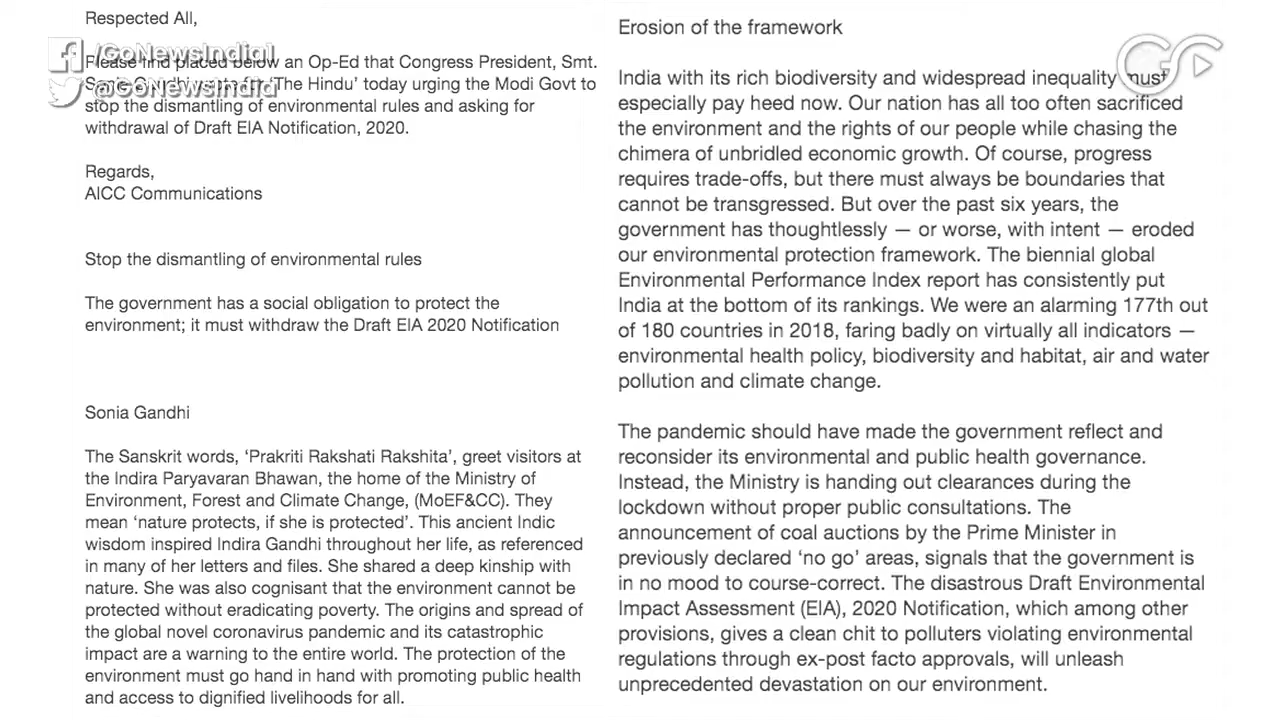 Respected All,
/GoNewsIndia1
Please find placed below an Op-Ed that Congress President, Smt.
@GoNewsIndia
Sonia Gandhi wrote in 'The Hindu' today urging the Modi Govt to
stop the dismantling of environmental rules and asking for
withdrawal of Draft EIA Notification, 2020.
Regards,
AICC Communications
Stop the dismantling of environmental rules
The government has a social obligation to protect the
environment; it must withdraw the Draft EIA 2020 Notification
Sonia Gandhi
The Sanskrit words, ‘Prakriti Rakshati Rakshita’, greet visitors at
the Indira Paryavaran Bhawan, the home of the Ministry of
Environment, Forest and Climate Change, (MoEF&CC). They
mean ‘nature protects, if she is protected’. This ancient Indic
wisdom inspired Indira Gandhi throughout her life, as referenced
in many of her letters and files. She shared a deep kinship with
nature. She was also cognisant that the environment cannot be
protected without eradicating poverty. The origins and spread of
the global novel coronavirus pandemic and its catastrophic
impact are a warning to the entire world. The protection of the
environment must go hand in hand with promoting public health
and access to dignified livelihoods for all.
Erosion of the framework
India with its rich biodiversity and widespread inequality must
especially pay heed now. Our nation has all too often sacrificed
the environment and the rights of our people while chasing the
chimera of unbridled economic growth. Of course, progress
requires trade-offs, but there must always be boundaries that
cannot be transgressed. But over the past six years, the
government has thoughtlessly — or worse, with intent — eroded
our environmental protection framework. The biennial global
Environmental Performance Index report has consistently put
India at the bottom of its rankings. We were an alarming 177th out
of 180 countries in 2018, faring badly on virtually all indicators —
environmental health policy, biodiversity and habitat, air and water
pollution and climate change.
The pandemic should have made the government reflect and
reconsider its environmental and public health governance.
Instead, the Ministry is handing out clearances during the
lockdown without proper public consultations. The
announcement of coal auctions by the Prime Minister in
previously declared ‘no go’ areas, signals that the government is
in no mood to course-correct. The disastrous Draft Environmental
Impact Assessment (EIA), 2020 Notification, which among other
provisions, gives a clean chit to polluters violating environmental
regulations through ex-post facto approvals, will unleash
unprecedented devastation on our environment.